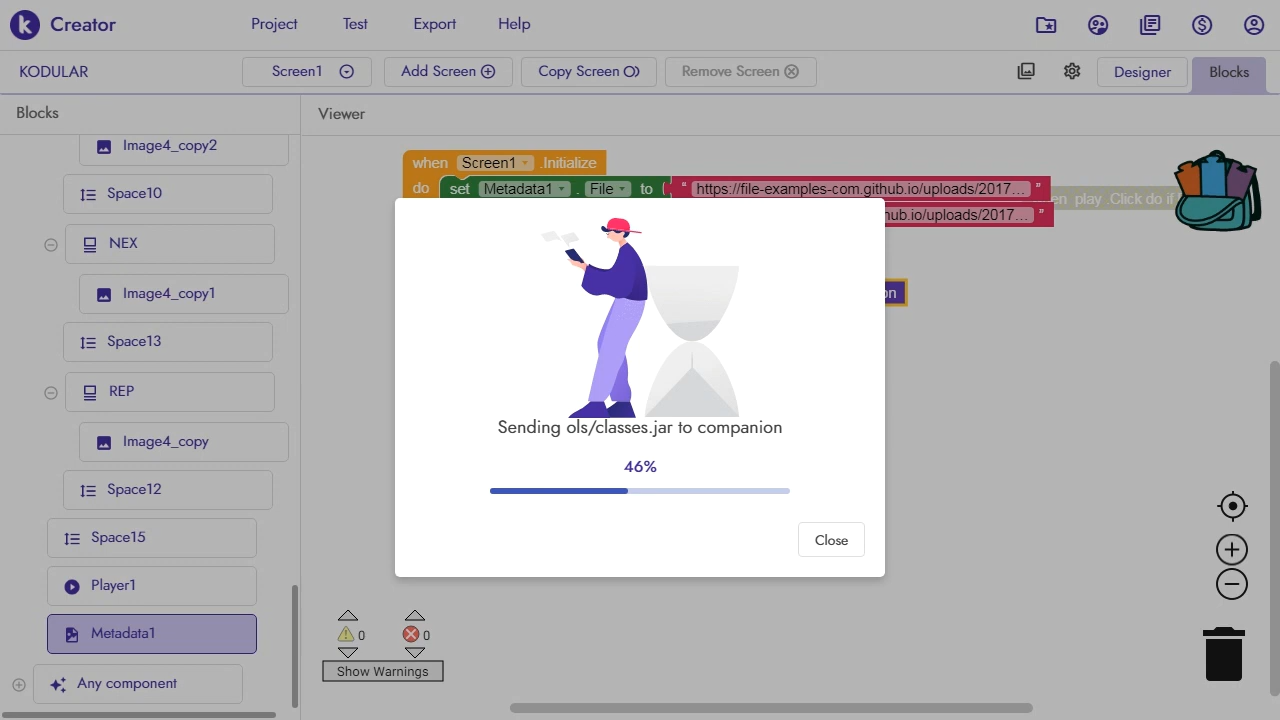 Creator
Project Test Export Help
KODULAR Screen1 Add Screen Copy Screen Remove Screen Designer Blocks
Blocks
Viewer
Image4_copy2
Space10
NEX
Image4_copy1
Space13
REP
Image4_copy
Space12
Space15
Player1
Metadata1
Any component
when Screen1 .Initialize
do set Metadata1 . File to “ https://file-examples-com.github.io/uploads/2017... ”
hub.io/uploads/2017... ”
en play .Click do if
on
Sending ols/classes.jar to companion
46%
Close
0 0
Show Warnings